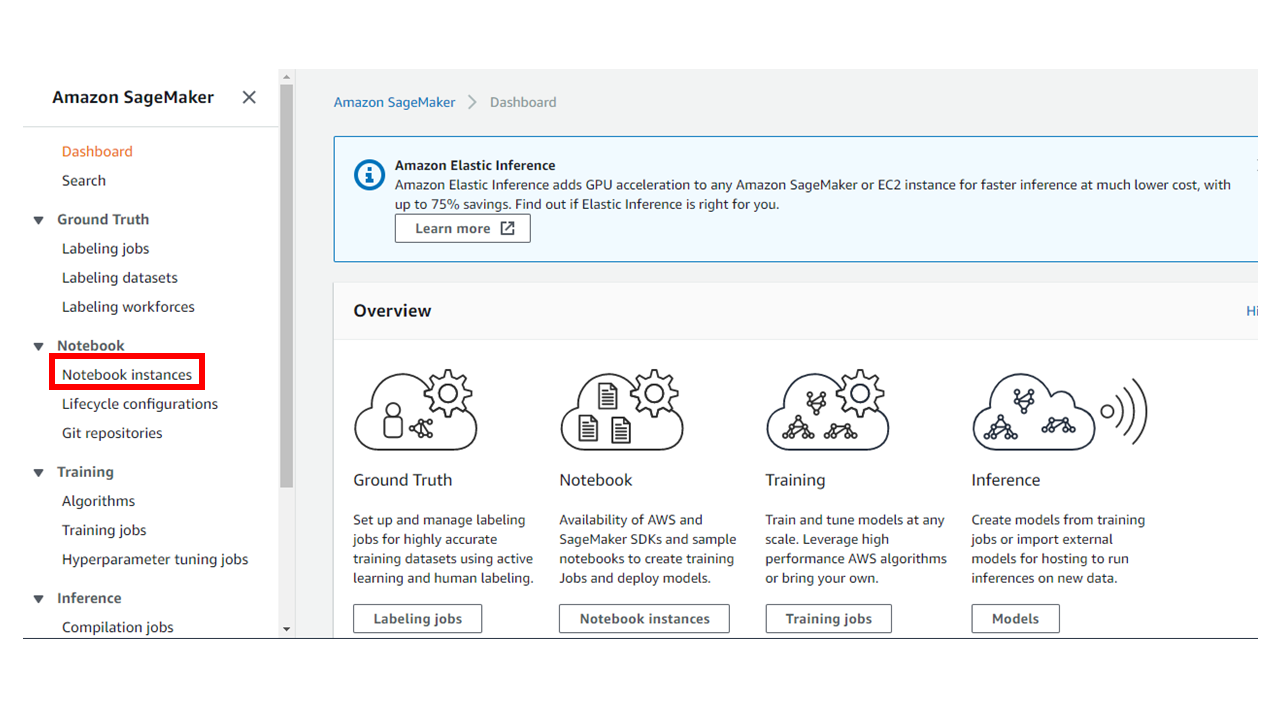 Amazon SageMaker
Dashboard
Search
Ground Truth
Labeling jobs
Labeling datasets
Labeling workforces
Notebook
Notebook instances
Lifecycle configurations
Git repositories
Training
Algorithms
Training jobs
Hyperparameter tuning jobs
Inference
Compilation jobs
Amazon SageMaker Dashboard
Amazon Elastic Inference
Amazon Elastic Inference adds GPU acceleration to any Amazon SageMaker or EC2 instance for faster inference at much lower cost, with
up to 75% savings. Find out if Elastic Inference is right for you.
Learn more
Overview
Hi
Ground Truth
Set up and manage labeling
jobs for highly accurate
training datasets using active
learning and human labeling.
Labeling jobs
Notebook
Availability of AWS and
SageMaker SDKs and sample
notebooks to create training
Jobs and deploy models.
Notebook instances
Training
Train and tune models at any
scale. Leverage high
performance AWS algorithms
or bring your own.
Training jobs
Inference
Create models from training
jobs or import external
models for hosting to run
inferences on new data.
Models